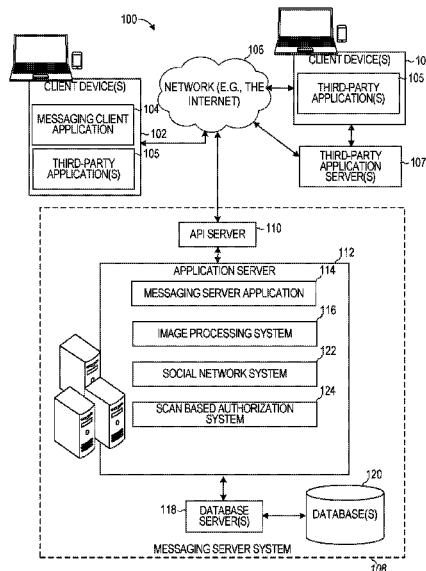 100
106
CLIENT DEVICE(S)
104
MESSAGING CLIENT
APPLICATION
102
105
THIRD-PARTY
APPLICATION(S)
NETWORK (E.G., THE
INTERNET)
CLIENT DEVICE(S)
10
105
THIRD-PARTY
APPLICATION(S)
THIRD-PARTY
APPLICATION
SERVER(S)
107
API SERVER
110
112
APPLICATION SERVER
114
MESSAGING SERVER APPLICATION
116
IMAGE PROCESSING SYSTEM
122
SOCIAL NETWORK SYSTEM
124
SCAN BASED AUTHORIZATION
SYSTEM
118
DATABASE
SERVER(S)
120
DATABASE(S)
MESSAGING SERVER SYSTEM
108